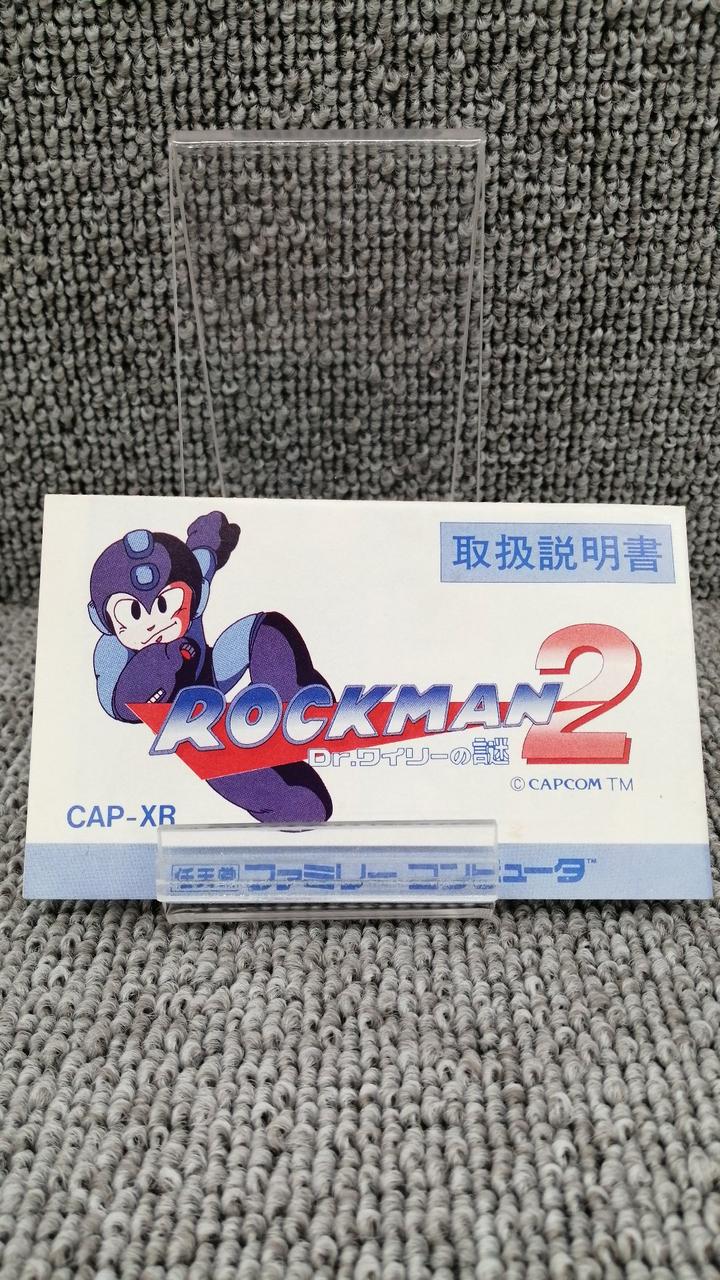 取扱説明書
ROCKMAN 2
Dr.ワイリーの謎
©CAPCOM TM
CAP-XR
任天堂 ファミリー コンピュータ™